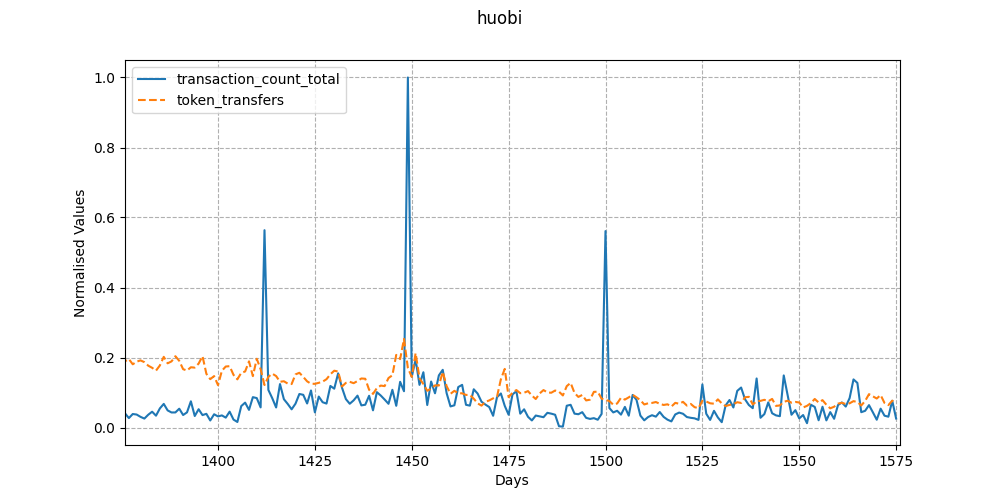 huobi
transaction_count_total
token_transfers
Normalised Values
1.0
0.8
0.6
0.4
0.2
0.0
1400 1425 1450 1475 1500 1525 1550 1575
Days